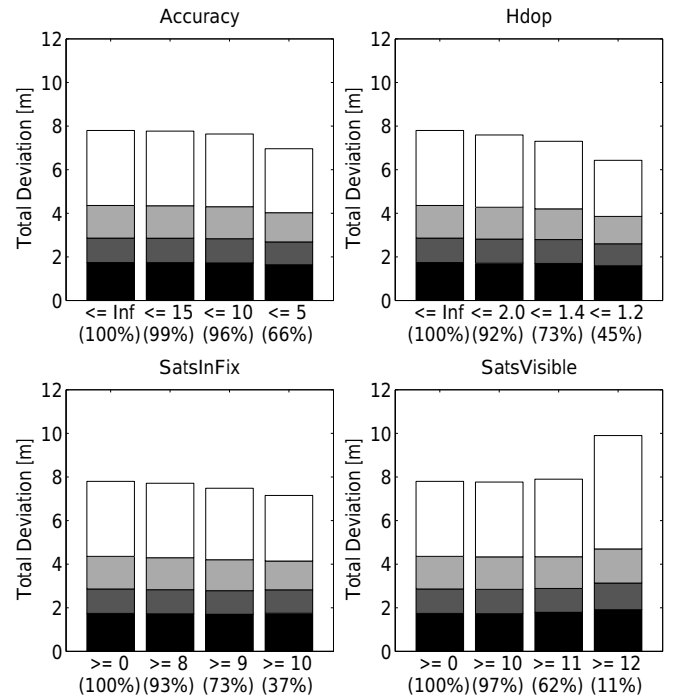 Accuracy
Total Deviation [m]
12
10
8
6
4
2
0
<= Inf <= 15 <= 10 <= 5
(100%) (99%) (96%) (66%)
Hdop
Total Deviation [m]
12
10
8
6
4
2
0
<= Inf <= 2.0 <= 1.4 <= 1.2
(100%) (92%) (73%) (45%)
SatsInFix
Total Deviation [m]
12
10
8
6
4
2
0
>= 0 >= 8 >= 9 >= 10
(100%) (93%) (73%) (37%)
SatsVisible
Total Deviation [m]
12
10
8
6
4
2
0
>= 0 >= 10 >= 11 >= 12
(100%) (97%) (62%) (11%)